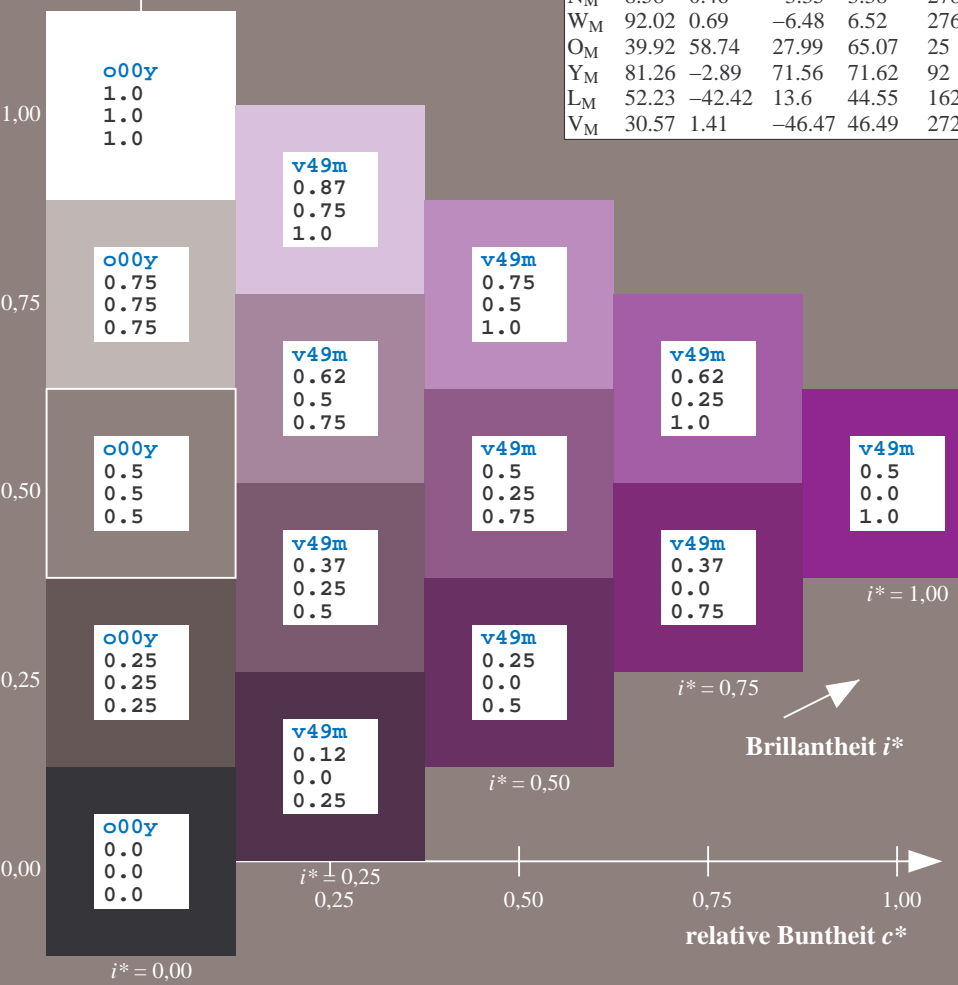 W_M 92.02 0.69 −6.48 6.52 276
O_M 39.92 58.74 27.99 65.07 25
Y_M 81.26 −2.89 71.56 71.62 92
L_M 52.23 −42.42 13.6 44.55 162
V_M 30.57 1.41 −46.47 46.49 272
1,00
o00y
1.0
1.0
1.0
v49m
0.87
0.75
1.0
0,75
o00y
0.75
0.75
0.75
v49m
0.75
0.5
1.0
v49m
0.62
0.5
0.75
v49m
0.62
0.25
1.0
0,50
o00y
0.5
0.5
0.5
v49m
0.5
0.25
0.75
v49m
0.5
0.0
1.0
v49m
0.37
0.25
0.5
v49m
0.37
0.0
0.75
i* = 1,00
0,25
o00y
0.25
0.25
0.25
v49m
0.25
0.0
0.5
i* = 0,75
v49m
0.12
0.0
0.25
Brillantheit i*
i* = 0,50
0,00
o00y
0.0
0.0
0.0
i* = 0,25
0,25 0,50 0,75 1,00
relative Buntheit c*
i* = 0,00